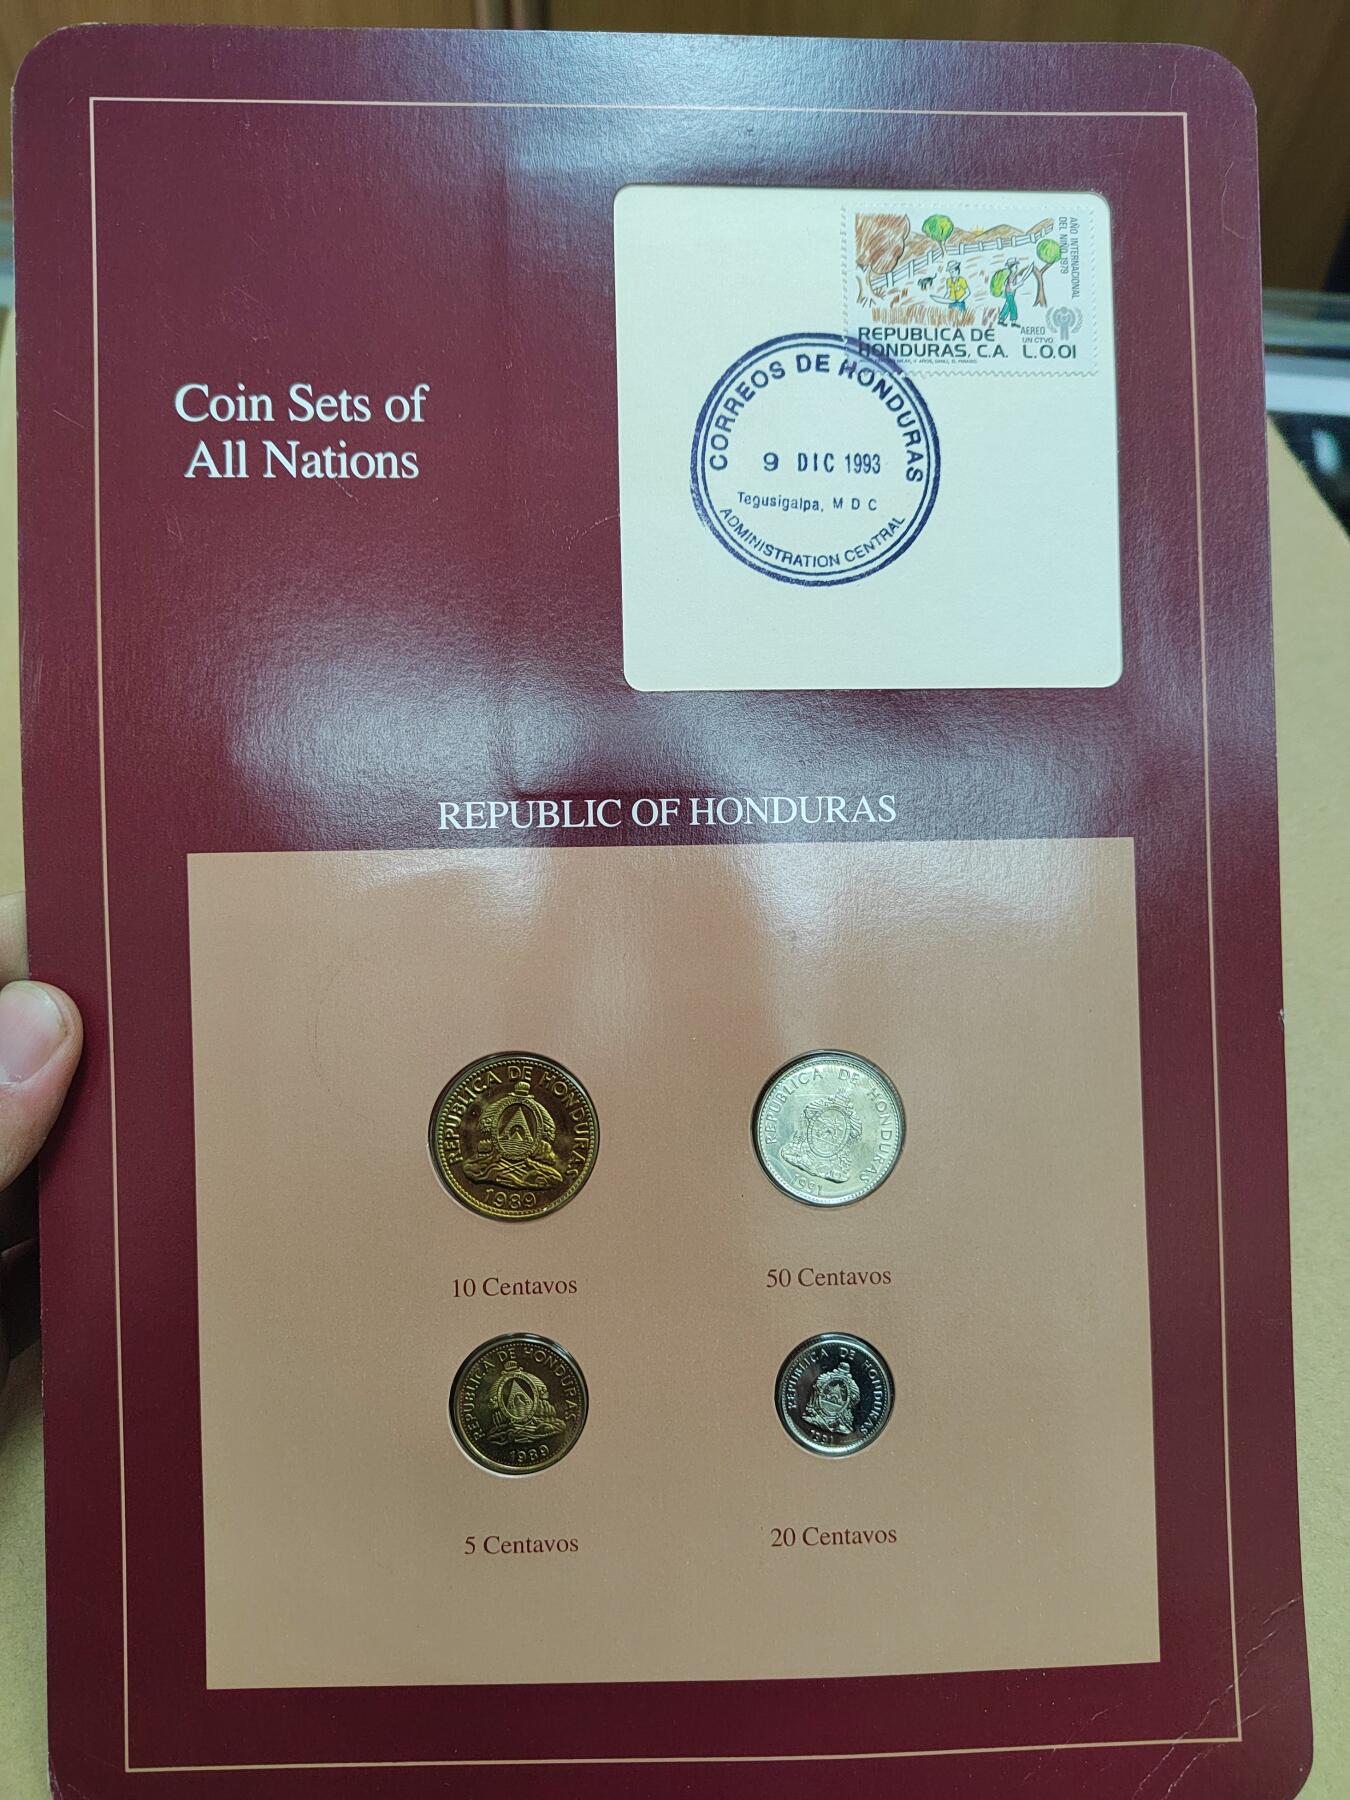 Coin Sets of
All Nations
AÑO INTERNACIONAL
DEL NIÑO 1979
REPUBLICA DE
HONDURAS, C.A.
AEREO
UN CTVO
L.0.01
CORREOS DE HONDURAS
9 DIC 1993
Tegusigalpa, M D C
ADMINISTRATION CENTRAL
REPUBLIC OF HONDURAS
REPUBLICA DE HONDURAS
1989
REPUBLICA DE HONDURAS
1991
10 Centavos
50 Centavos
REPUBLICA DE HONDURAS
1989
REPUBLICA DE HONDURAS
1991
5 Centavos
20 Centavos